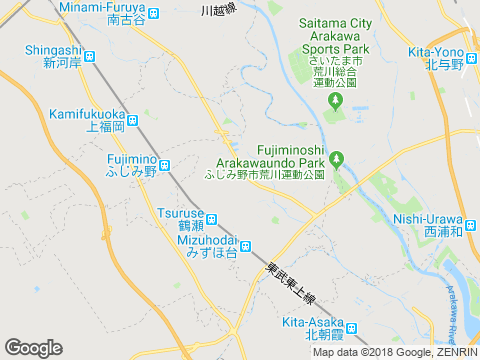 Minami-Furuya
南古谷
川越線
Saitama City
Arakawa
Sports Park
さいたま市
荒川総合
運動公園
Shingashi
新河岸
Kita-Yono
北与野
Kamifukuoka
上福岡
Fujimino
ふじみ野
Fujiminoshi
Arakawaundo Park
ふじみ野市荒川運動公園
Tsuruse
鶴瀬
Nishi-Urawa
西浦和
Mizuhodai
みずほ台
東武東上線
Arakawa River
Kita-Asaka
北朝霞
Google
Map data ©2018 Google, ZENRIN